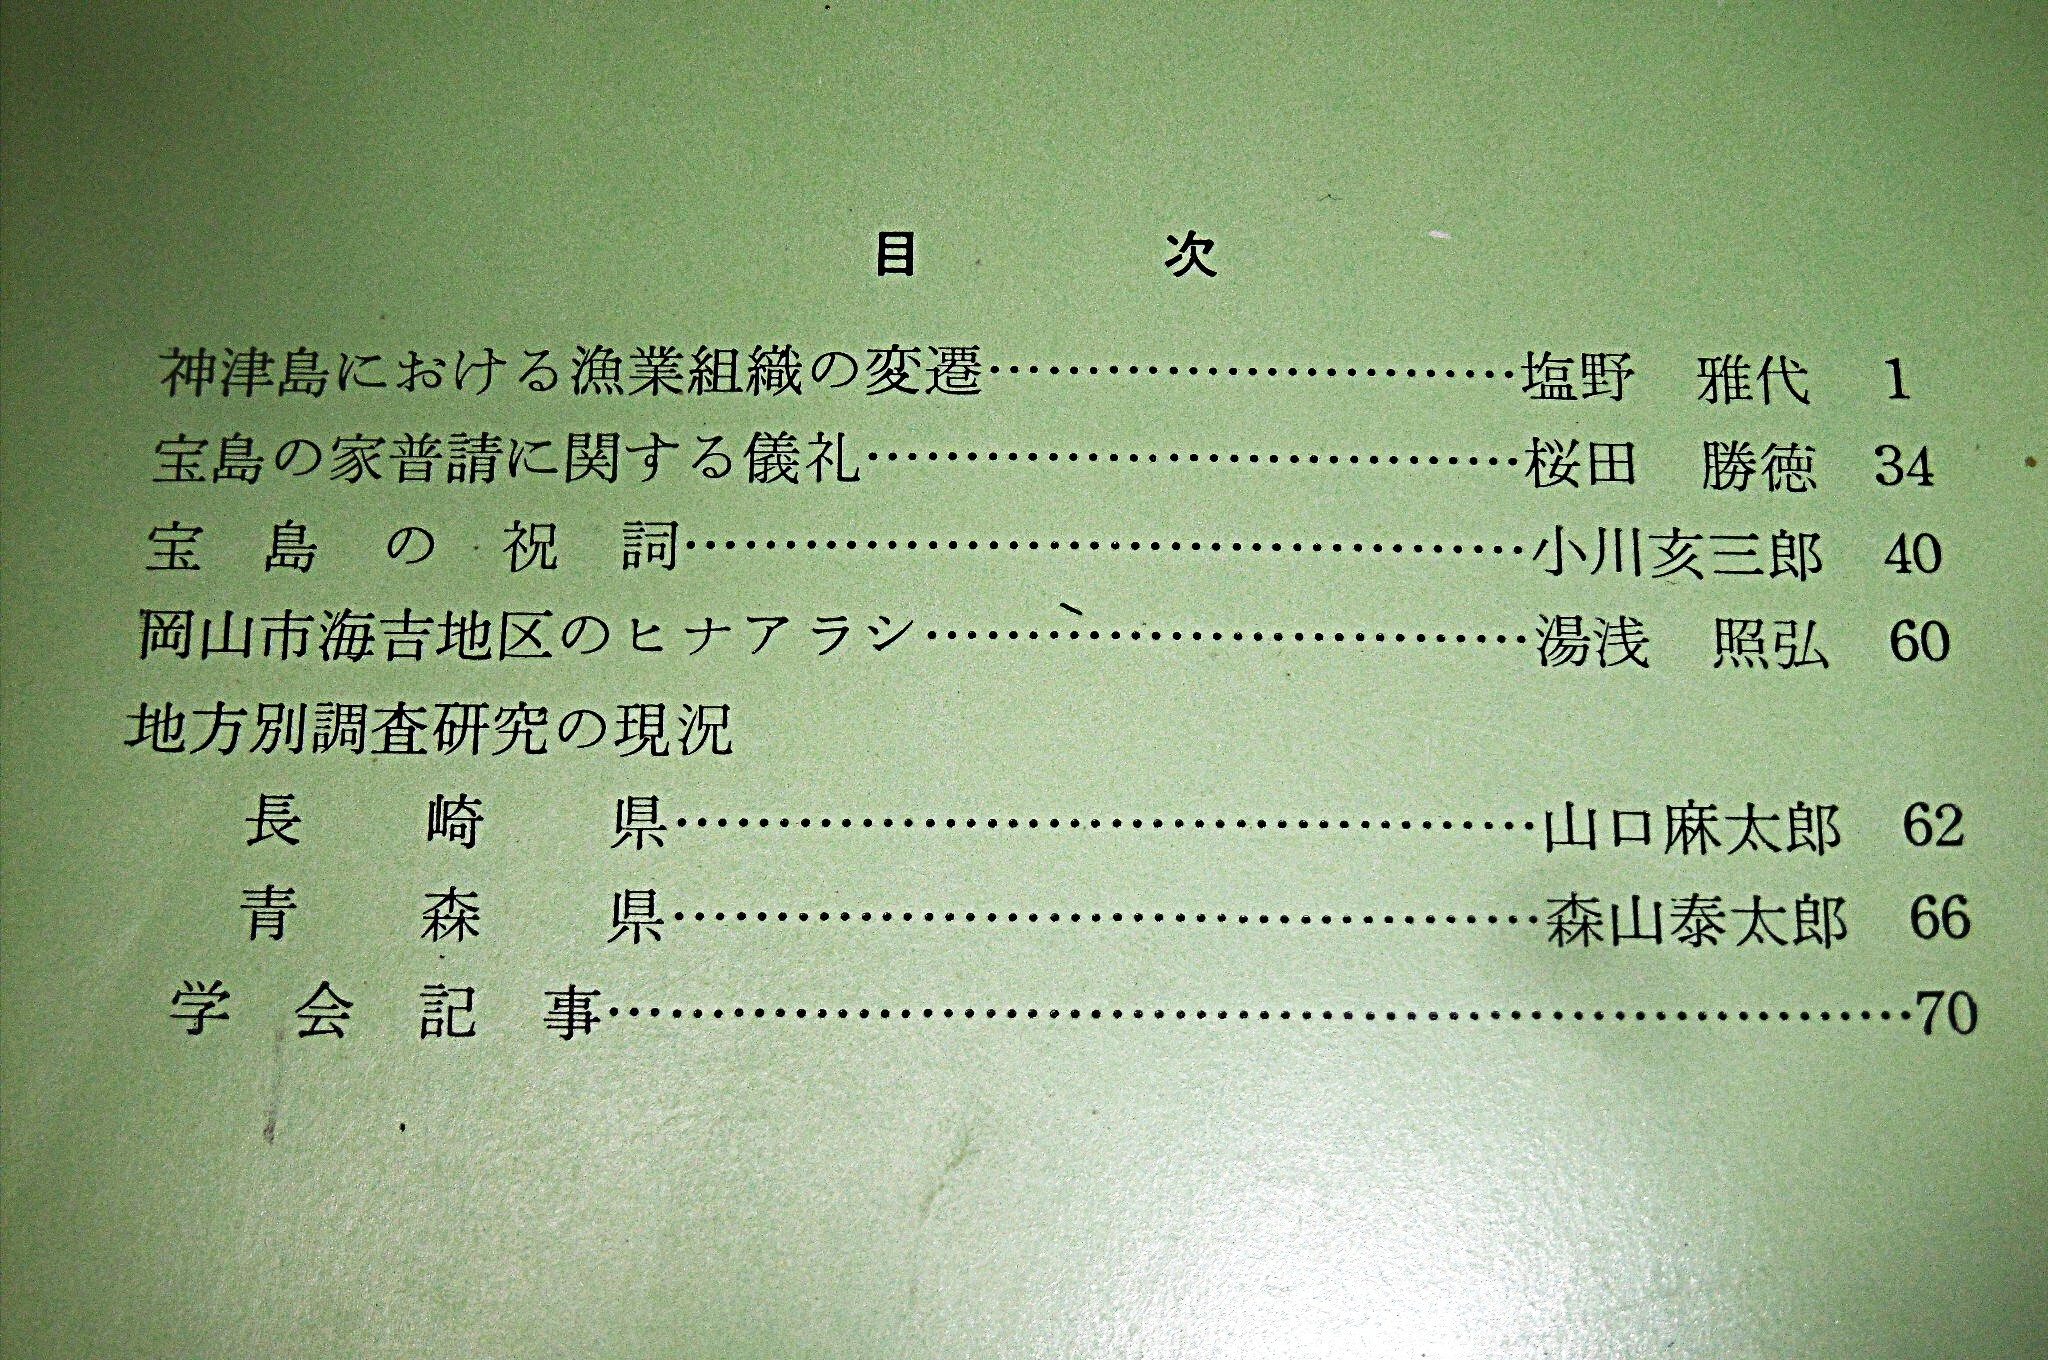 目 次
神津島における漁業組織の変遷…………………………塩野 雅代 1
宝島の家普請に関する儀礼………………………………桜田 勝徳 34
宝島の祝詞………………………………………小川亥三郎 40
岡山市海吉地区のヒナアラシ……………………………湯浅 照弘 60
地方別調査研究の現況
長崎県…………………………………………山口麻太郎 62
青森県…………………………………………森山泰太郎 66
学会記事………………………………………………………………70